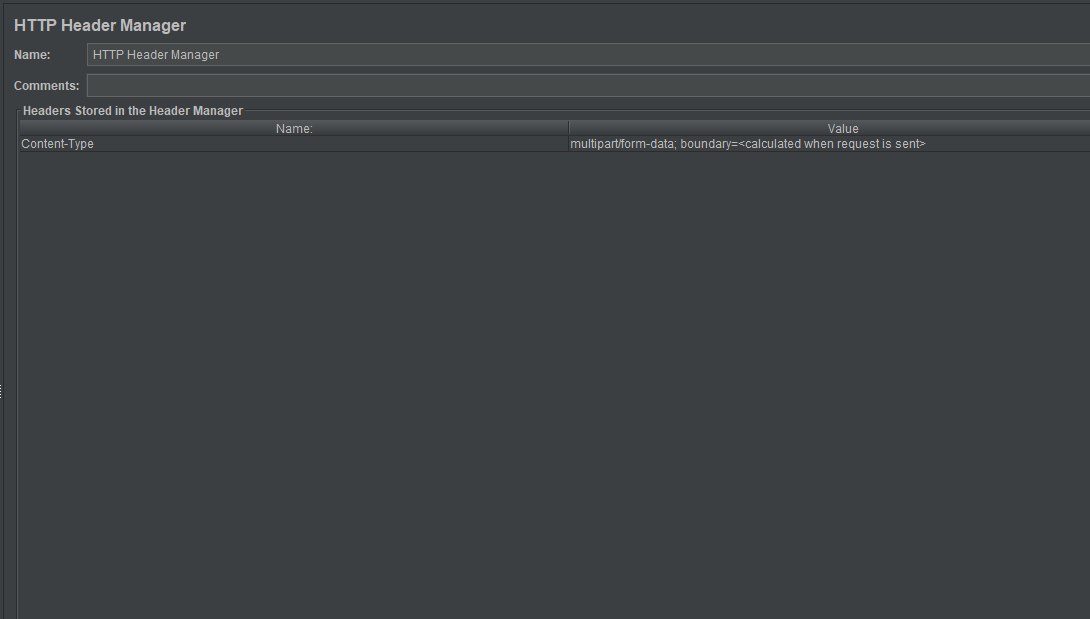 HTTP Header Manager
Name: HTTP Header Manager
Comments:
Headers Stored in the Header Manager
Name: Value
Content-Type multipart/form-data; boundary=<calculated when request is sent>